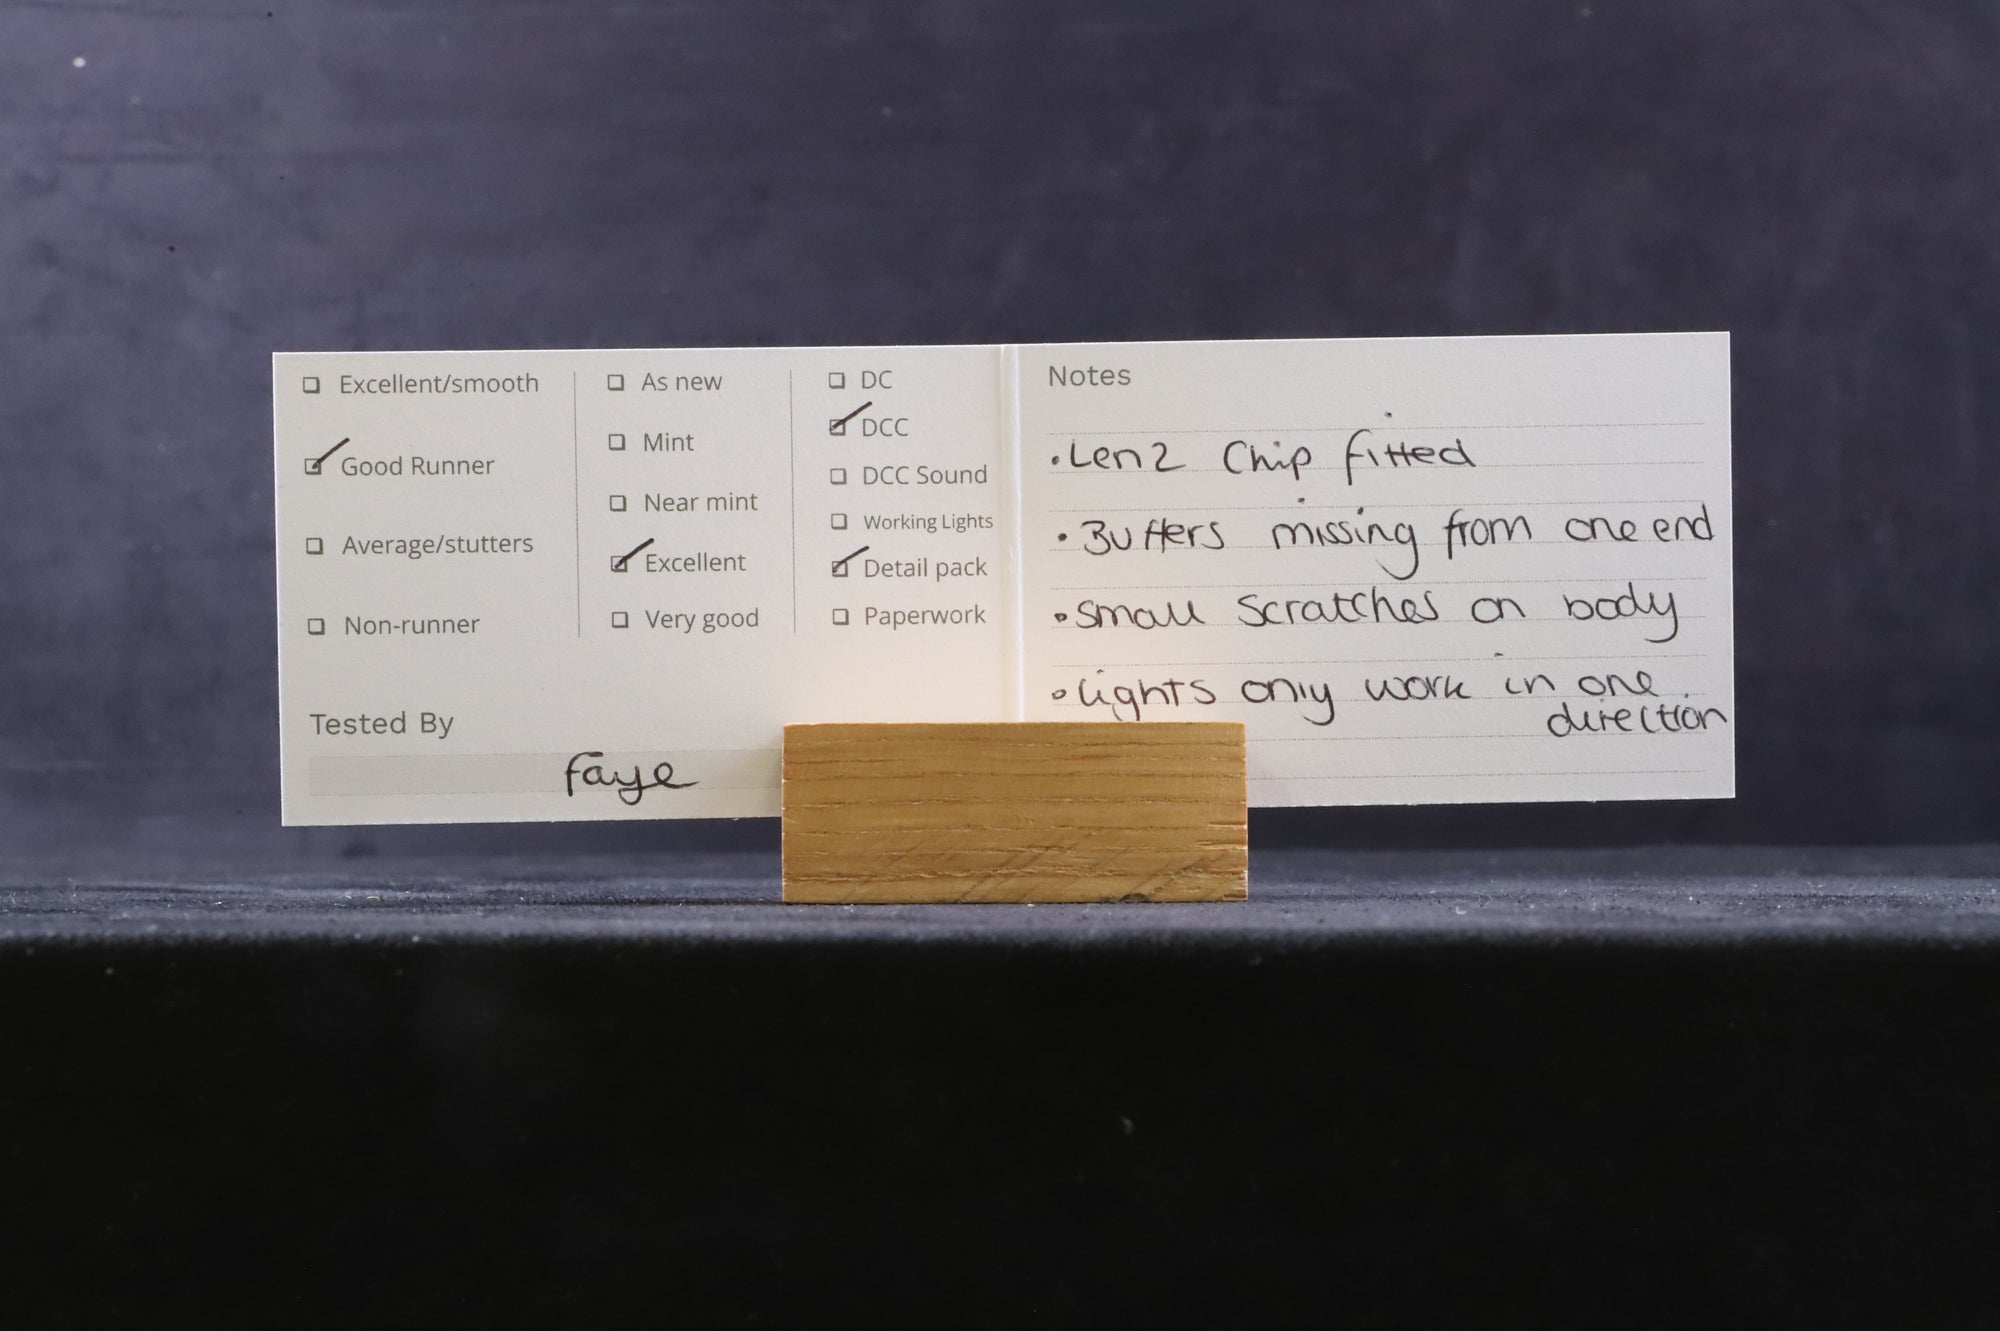 Excellent/smooth
Good Runner
Average/stutters
Non-runner
As new
Mint
Near mint
Excellent
Very good
DC
DCC
DCC Sound
Working Lights
Detail pack
Paperwork
Tested By
Faye
Notes
• Lenz Chip fitted
• Buffers missing from one end
• Small Scratches on body
• Lights only work in one
direction